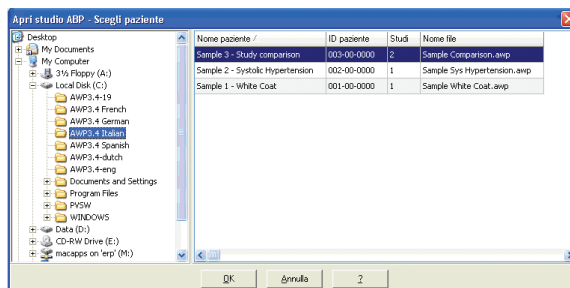 Apri studio ABP - Scegli paziente
Desktop
My Documents
My Computer
3½ Floppy (A:)
Local Disk (C:)
AWP3.4-19
AWP3.4 French
AWP3.4 German
AWP3.4 Italian
AWP3.4 Spanish
AWP3.4-dutch
AWP3.4-eng
Documents and Settings
Program Files
PVSW
WINDOWS
Data (D:)
CD-RW Drive (E:)
macapps on 'erp' (M:)
Nome paziente / ID paziente Studi Nome file
Sample 3 - Study comparison 003-00-0000 2 Sample Comparison.awp
Sample 2 - Systolic Hypertension 002-00-0000 1 Sample Sys Hypertension.awp
Sample 1 - White Coat 001-00-0000 1 Sample White Coat.awp
OK Annulla ?